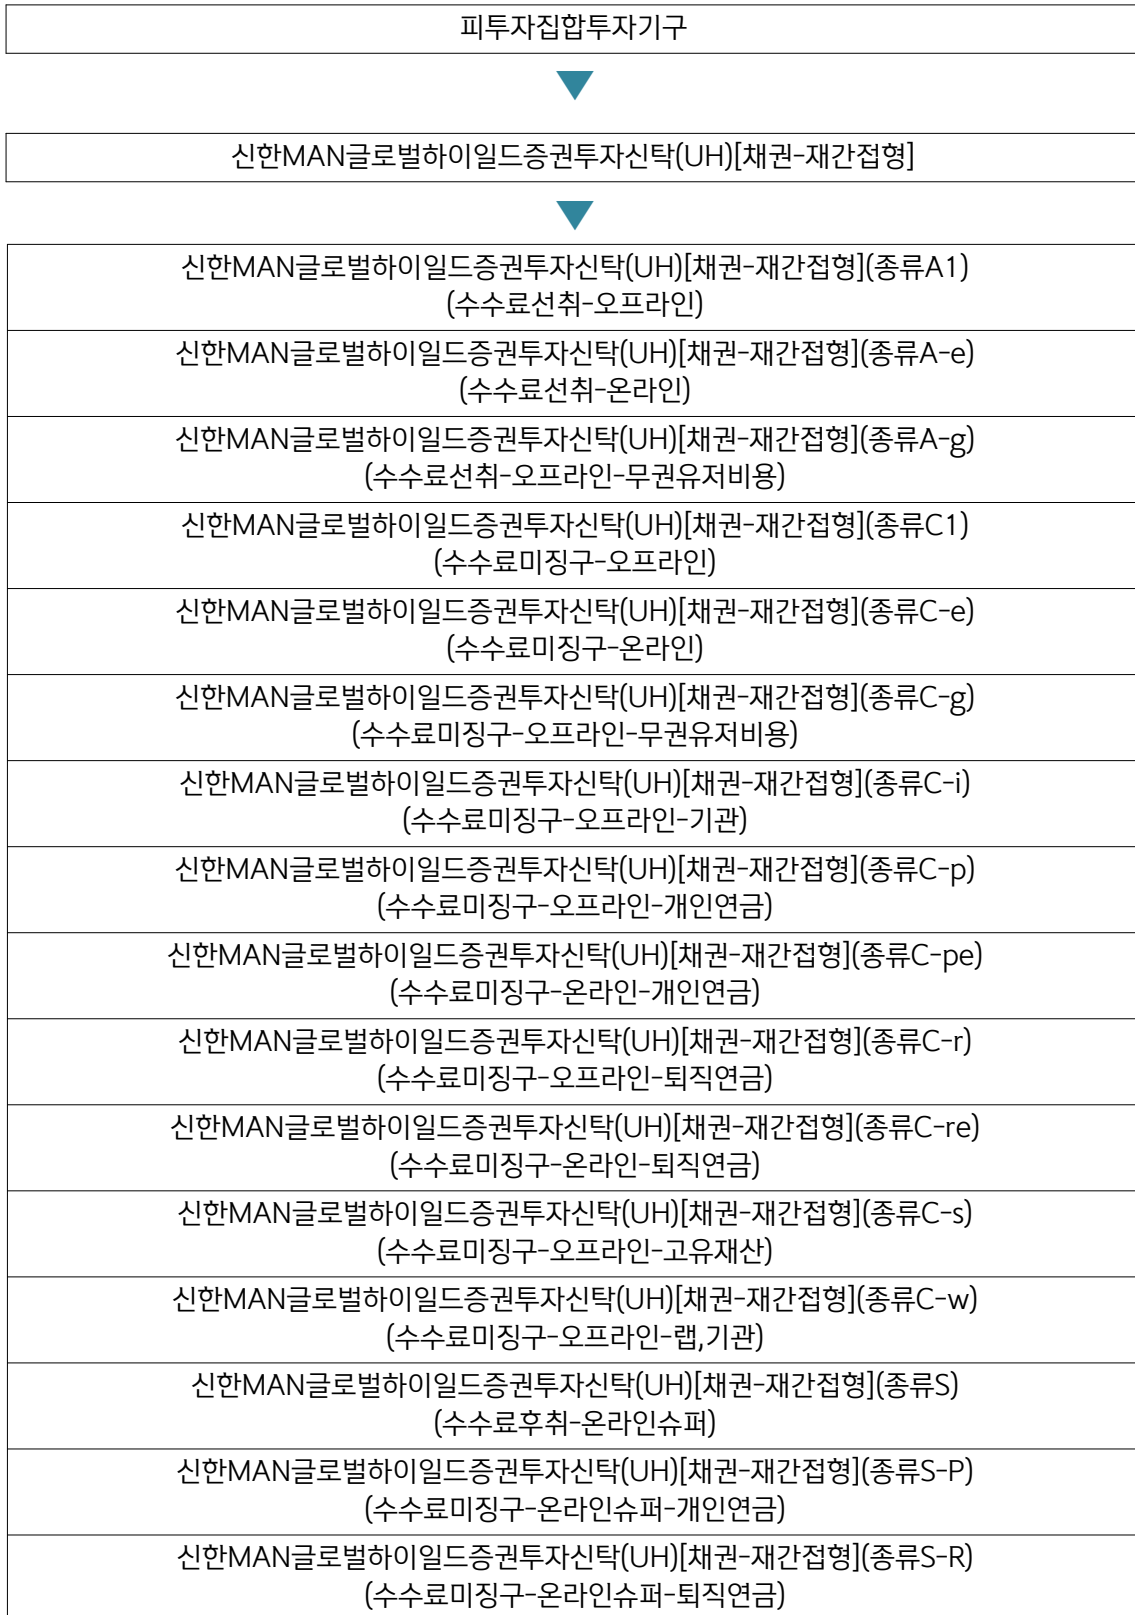 피투자집합투자기구
신한MAN글로벌하이일드증권투자신탁(UH)[채권-재간접형]
신한MAN글로벌하이일드증권투자신탁(UH)[채권-재간접형](종류A1)
(수수료선취-오프라인)
신한MAN글로벌하이일드증권투자신탁(UH)[채권-재간접형](종류A-e)
(수수료선취-온라인)
신한MAN글로벌하이일드증권투자신탁(UH)[채권-재간접형](종류A-g)
(수수료선취-오프라인-무권유저비용)
신한MAN글로벌하이일드증권투자신탁(UH)[채권-재간접형](종류C1)
(수수료미징구-오프라인)
신한MAN글로벌하이일드증권투자신탁(UH)[채권-재간접형](종류C-e)
(수수료미징구-온라인)
신한MAN글로벌하이일드증권투자신탁(UH)[채권-재간접형](종류C-g)
(수수료미징구-오프라인-무권유저비용)
신한MAN글로벌하이일드증권투자신탁(UH)[채권-재간접형](종류C-i)
(수수료미징구-오프라인-기관)
신한MAN글로벌하이일드증권투자신탁(UH)[채권-재간접형](종류C-p)
(수수료미징구-오프라인-개인연금)
신한MAN글로벌하이일드증권투자신탁(UH)[채권-재간접형](종류C-pe)
(수수료미징구-온라인-개인연금)
신한MAN글로벌하이일드증권투자신탁(UH)[채권-재간접형](종류C-r)
(수수료미징구-오프라인-퇴직연금)
신한MAN글로벌하이일드증권투자신탁(UH)[채권-재간접형](종류C-re)
(수수료미징구-온라인-퇴직연금)
신한MAN글로벌하이일드증권투자신탁(UH)[채권-재간접형](종류C-s)
(수수료미징구-오프라인-고유재산)
신한MAN글로벌하이일드증권투자신탁(UH)[채권-재간접형](종류C-w)
(수수료미징구-오프라인-랩,기관)
신한MAN글로벌하이일드증권투자신탁(UH)[채권-재간접형](종류S)
(수수료후취-온라인슈퍼)
신한MAN글로벌하이일드증권투자신탁(UH)[채권-재간접형](종류S-P)
(수수료미징구-온라인슈퍼-개인연금)
신한MAN글로벌하이일드증권투자신탁(UH)[채권-재간접형](종류S-R)
(수수료미징구-온라인슈퍼-퇴직연금)